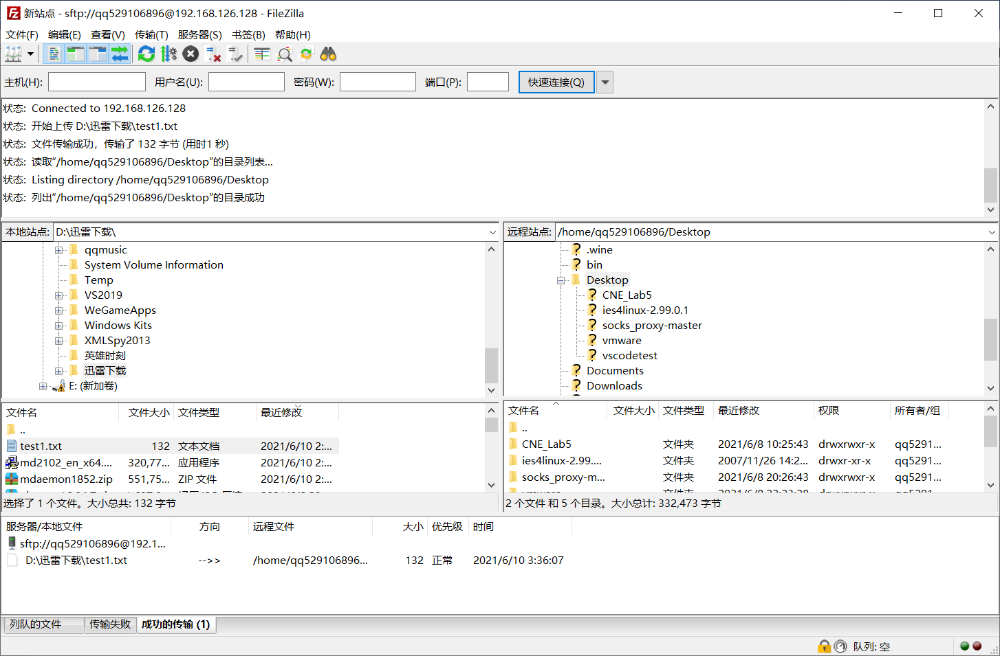 新站点 - sftp://qq529106896@192.168.126.128 - FileZilla
文件(F) 编辑(E) 查看(V) 传输(T) 服务器(S) 书签(B) 帮助(H)
主机(H): 用户名(U): 密码(W): 端口(P): 快速连接(Q)
状态: Connected to 192.168.126.128
状态: 开始上传 D:\迅雷下载\test1.txt
状态: 文件传输成功，传输了 132 字节 (用时1 秒)
状态: 读取“/home/qq529106896/Desktop”的目录列表...
状态: Listing directory /home/qq529106896/Desktop
状态: 列出“/home/qq529106896/Desktop”的目录成功
本地站点: D:\迅雷下载\
qqmusic
System Volume Information
Temp
VS2019
WeGameApps
Windows Kits
XMLSpy2013
英雄时刻
迅雷下载
E: (新加卷)
文件名 文件大小 文件类型 最近修改
..
test1.txt 132 文本文档 2021/6/10 2:...
md2102_en_x64.... 320,77... 应用程序 2021/6/10 2:...
mdaemon1852.zip 551,75... ZIP 文件 2021/6/10 2:...
选择了 1 个文件。大小总共: 132 字节
远程站点: /home/qq529106896/Desktop
.wine
bin
Desktop
CNE_Lab5
ies4linux-2.99.0.1
socks_proxy-master
vmware
vscodetest
Documents
Downloads
文件名 文件大小 文件类型 最近修改 权限 所有者/组
..
CNE_Lab5 文件夹 2021/6/8 10:25:43 drwxrwxr-x qq5291...
ies4linux-2.99.... 文件夹 2007/11/26 14:2... drwxr-xr-x qq5291...
socks_proxy-m... 文件夹 2021/6/8 20:26:43 drwxrwxr-x qq5291...
2 个文件 和 5 个目录。大小总计: 332,473 字节
服务器/本地文件 方向 远程文件 大小 优先级 时间
sftp://qq529106896@192.1...
D:\迅雷下载\test1.txt -->> /home/qq529106896... 132 正常 2021/6/10 3:36:07
列队的文件 传输失败 成功的传输 (1)
队列: 空